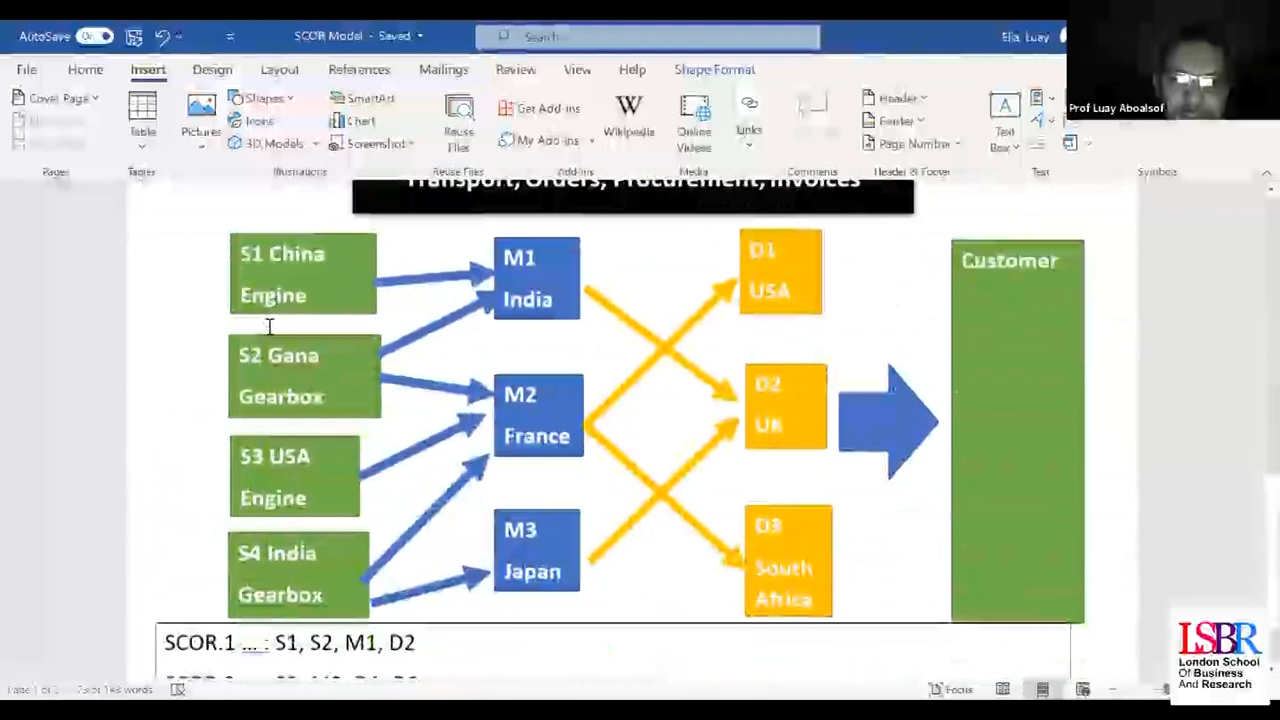 AutoSave On
SCOR Model - Saved
Search
Elia, Luay
File Home Insert Design Layout References Mailings Review View Help Shape Format
Cover Page
Table
Pictures
Shapes
Icons
3D Models
SmartArt
Chart
Screenshot
Reuse
Files
Get Add-ins
My Add-ins
Wikipedia
Online
Videos
Links
Header
Footer
Page Number
Text
Box
Pages Tables Illustrations Reuse Files Add-ins Media Comments Header & Footer Text Symbols
Prof Luay Aboalsof
Transport, Orders, Procurement, Invoices
S1 China
Engine
S2 Gana
Gearbox
S3 USA
Engine
S4 India
Gearbox
M1
India
M2
France
M3
Japan
D1
USA
D2
UK
D3
South
Africa
Customer
SCOR.1 ... : S1, S2, M1, D2
Focus
LSBR
London School
Of Business
And Research